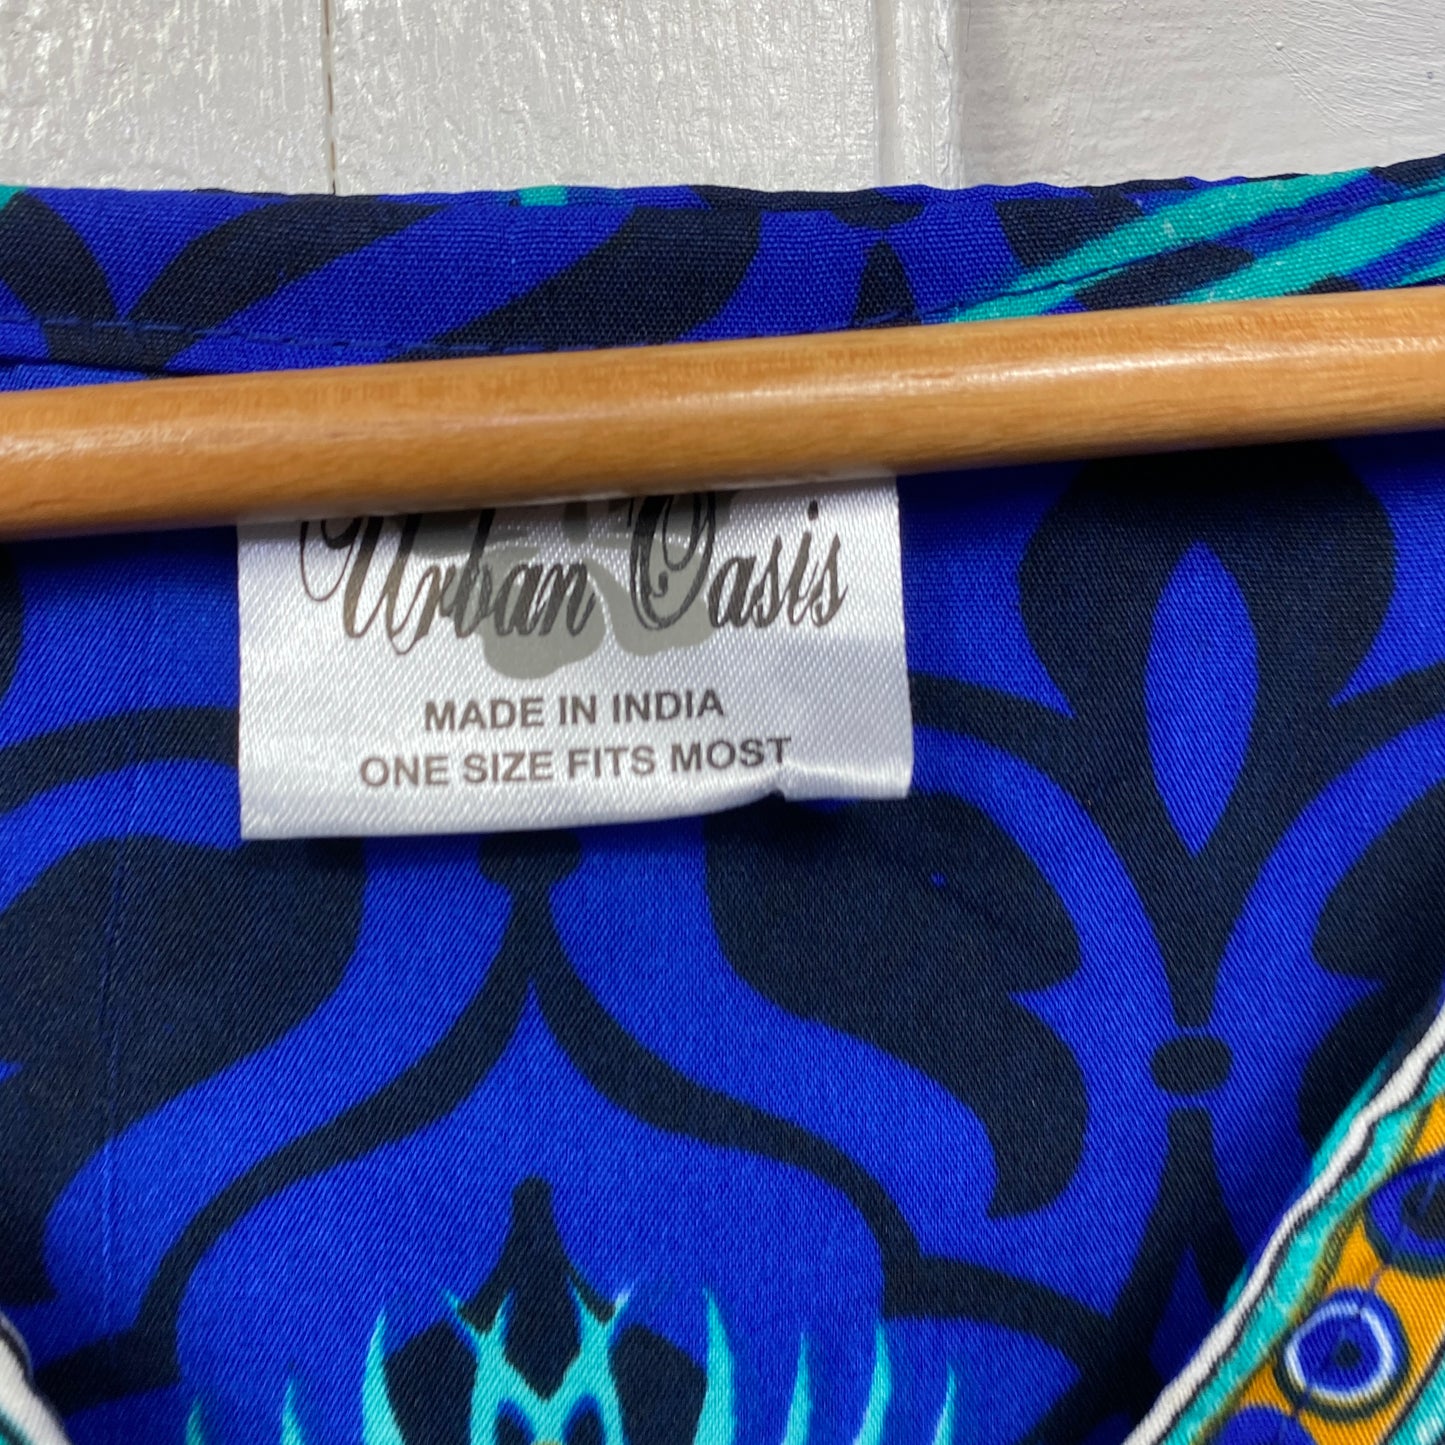 Urban Oasis
MADE IN INDIA
ONE SIZE FITS MOST